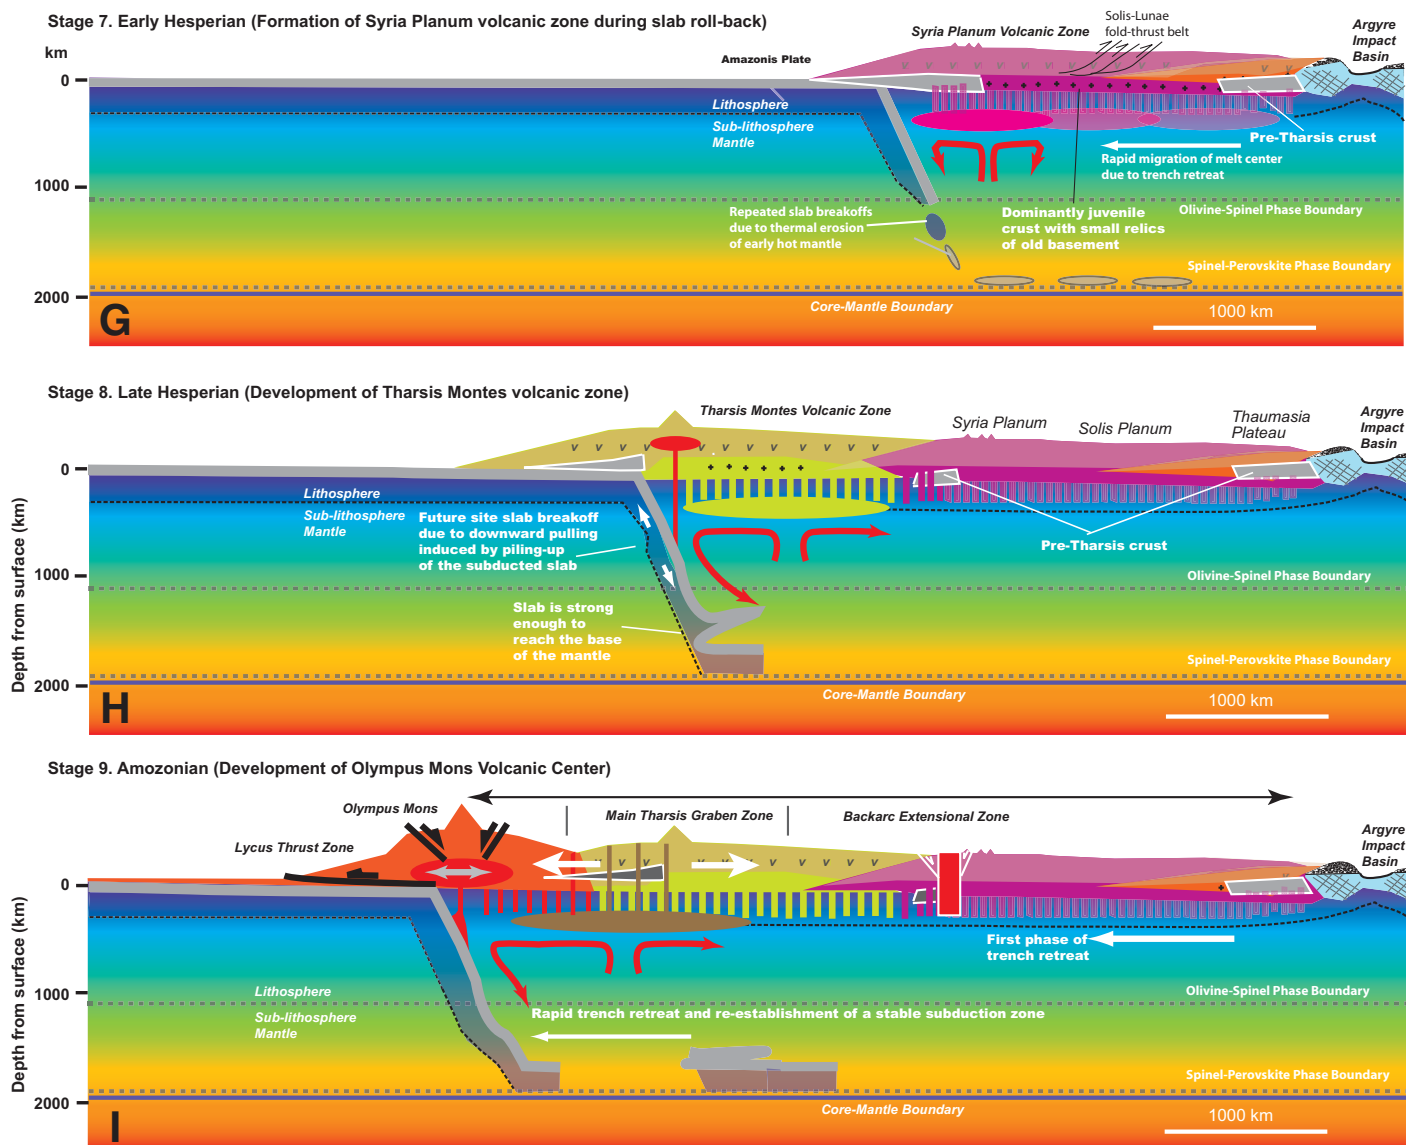 Stage 7. Early Hesperian (Formation of Syria Planum volcanic zone during slab roll-back)
km
0
1000
2000
Amazonis Plate
Syria Planum Volcanic Zone
Solis-Lunae
fold-thrust belt
Argyre
Impact
Basin
v v v v v v v v v v
v v
Lithosphere
Sub-lithosphere
Mantle
Pre-Tharsis crust
Rapid migration of melt center
due to trench retreat
Repeated slab breakoffs
due to thermal erosion
of early hot mantle
Dominantly juvenile
crust with small relics
of old basement
Olivine-Spinel Phase Boundary
Spinel-Perovskite Phase Boundary
Core-Mantle Boundary
1000 km
G
Stage 8. Late Hesperian (Development of Tharsis Montes volcanic zone)
Depth from surface (km)
0
1000
2000
Tharsis Montes Volcanic Zone
Syria Planum
Solis Planum
Thaumasia
Plateau
Argyre
Impact
Basin
v v v v v v v v v v v v v
Lithosphere
Sub-lithosphere
Mantle
Future site slab breakoff
due to downward pulling
induced by piling-up
of the subducted slab
Slab is strong
enough to
reach the base
of the mantle
Pre-Tharsis crust
Olivine-Spinel Phase Boundary
Spinel-Perovskite Phase Boundary
Core-Mantle Boundary
1000 km
H
Stage 9. Amozonian (Development of Olympus Mons Volcanic Center)
Depth from surface (km)
0
1000
2000
Olympus Mons
Lycus Thrust Zone
Main Tharsis Graben Zone
Backarc Extensional Zone
Argyre
Impact
Basin
v v v v v v v v v v
First phase of
trench retreat
Lithosphere
Sub-lithosphere
Mantle
Rapid trench retreat and re-establishment of a stable subduction zone
Olivine-Spinel Phase Boundary
Spinel-Perovskite Phase Boundary
Core-Mantle Boundary
1000 km
I